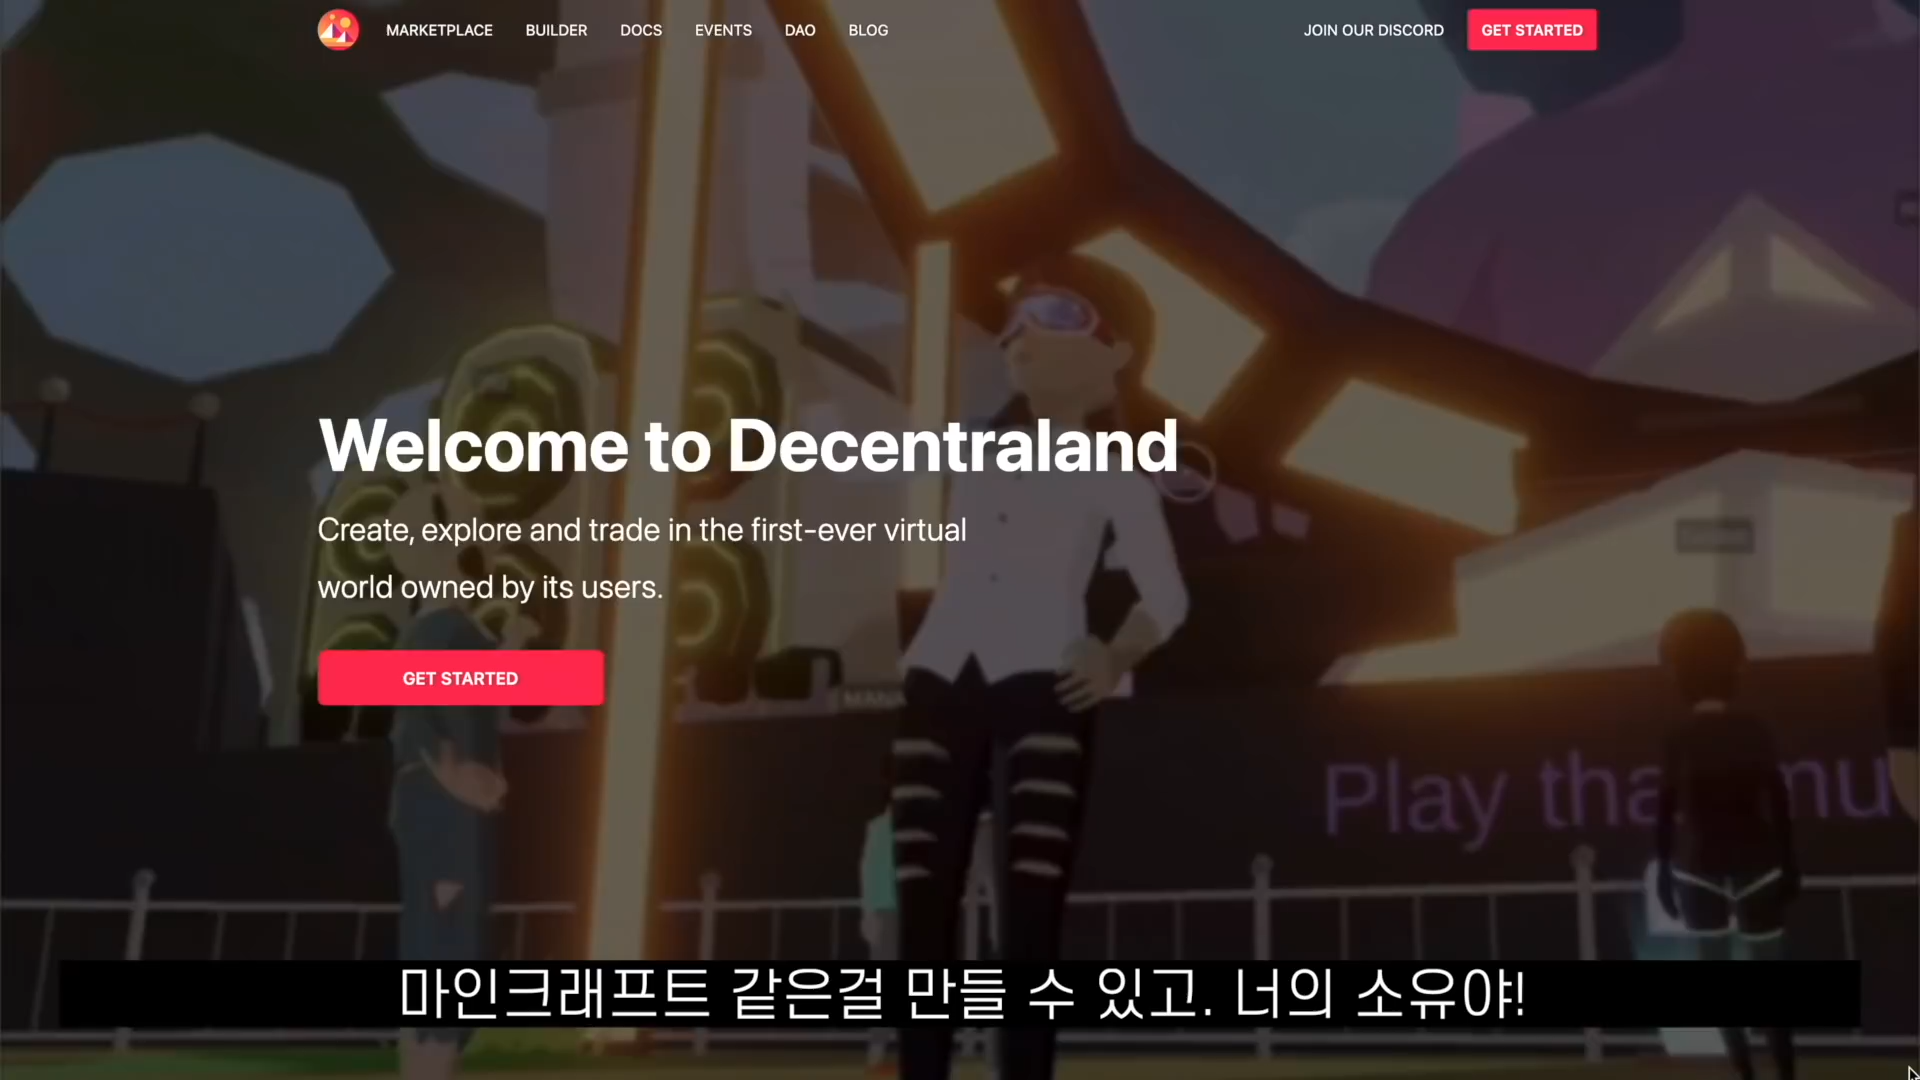 MARKETPLACE BUILDER DOCS EVENTS DAO BLOG JOIN OUR DISCORD GET STARTED
Welcome to Decentraland
Create, explore and trade in the first-ever virtual
world owned by its users.
GET STARTED
MANA
Play
마인크래프트 같은걸 만들 수 있고. 너의 소유야!